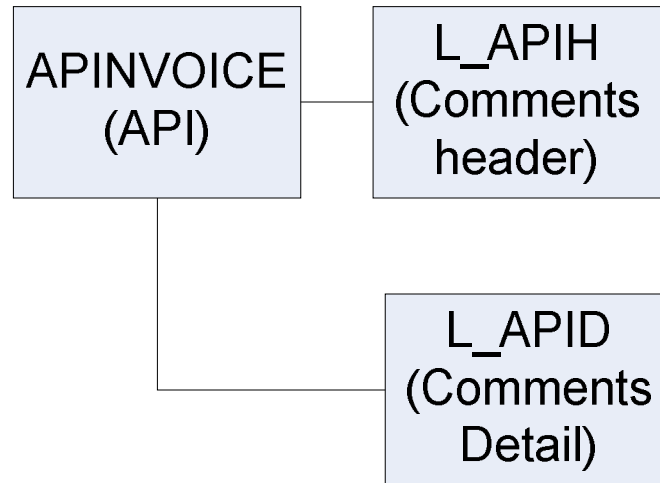 APINVOICE
(API)
L_APIH
(Comments
header)
L_APID
(Comments
Detail)